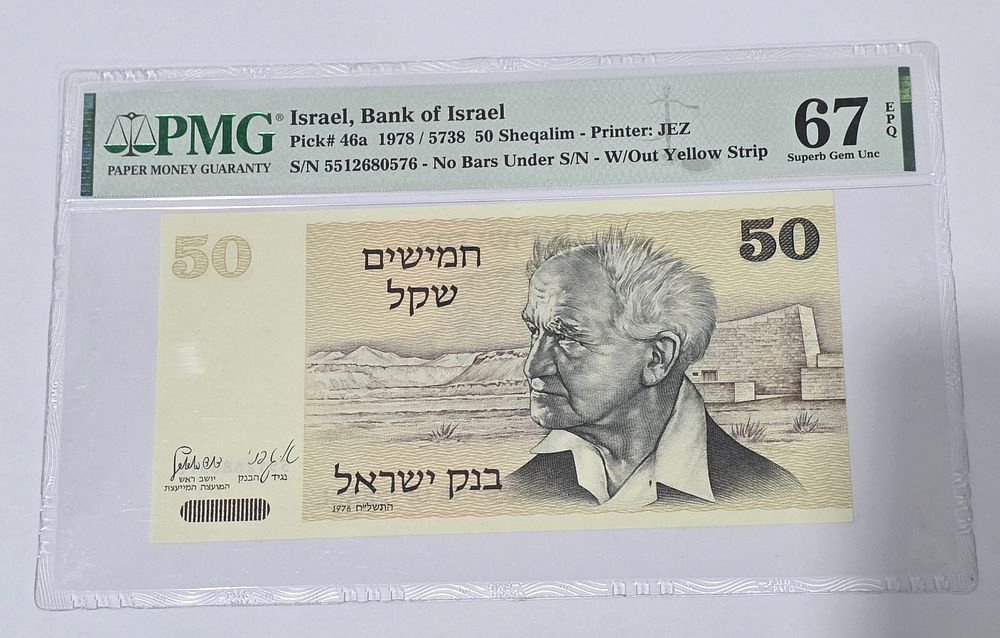 PMG®
PAPER MONEY GUARANTY
Israel, Bank of Israel
Pick# 46a 1978 / 5738 50 Sheqalim - Printer: JEZ
S/N 5512680576 - No Bars Under S/N - W/Out Yellow Strip
67
EPQ
Superb Gem Unc
50
50
חמישים
שקל
בנק ישראל
התשל״ח 1978
נגיד הבנק
יושב ראש
המועצה המייעצת